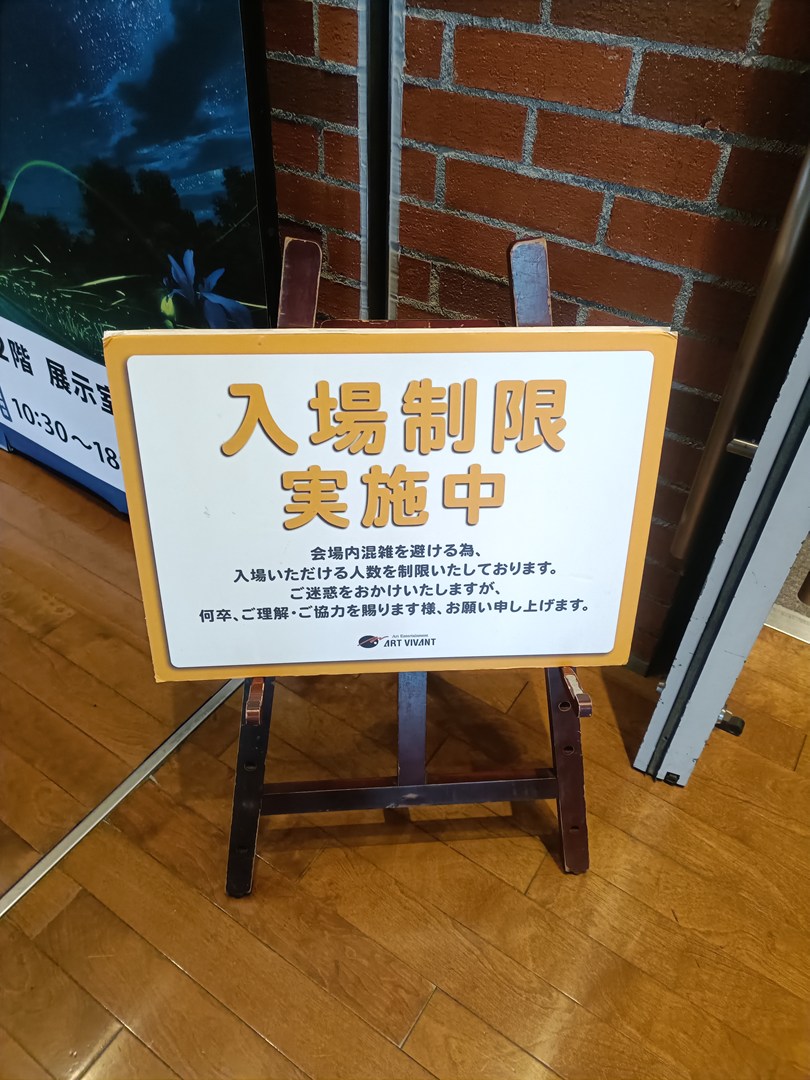 2階 展示室
10:30～18
入場制限
実施中
会場内混雑を避ける為、
入場いただける人数を制限いたしております。
ご迷惑をおかけいたしますが、
何卒、ご理解・ご協力を賜ります様、お願い申し上げます。
Art Entertainment
ART VIVANT